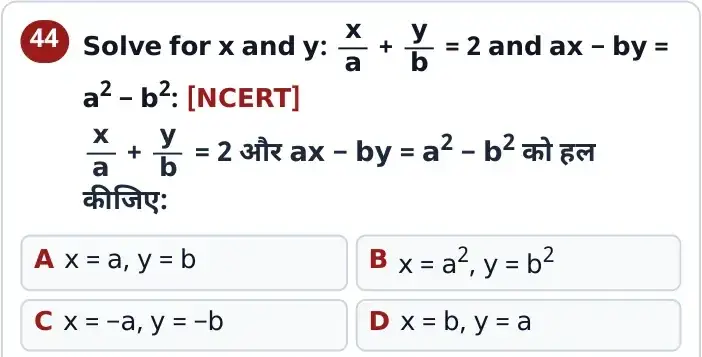 44 Solve for x and y: x/a + y/b = 2 and ax − by =
a² − b²: [NCERT]
x/a + y/b = 2 और ax − by = a² − b² को हल
कीजिए:
A x = a, y = b
B x = a², y = b²
C x = −a, y = −b
D x = b, y = a